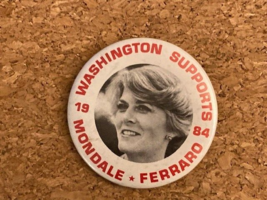 WASHINGTON SUPPORTS
19 84
MONDALE ★ FERRARO